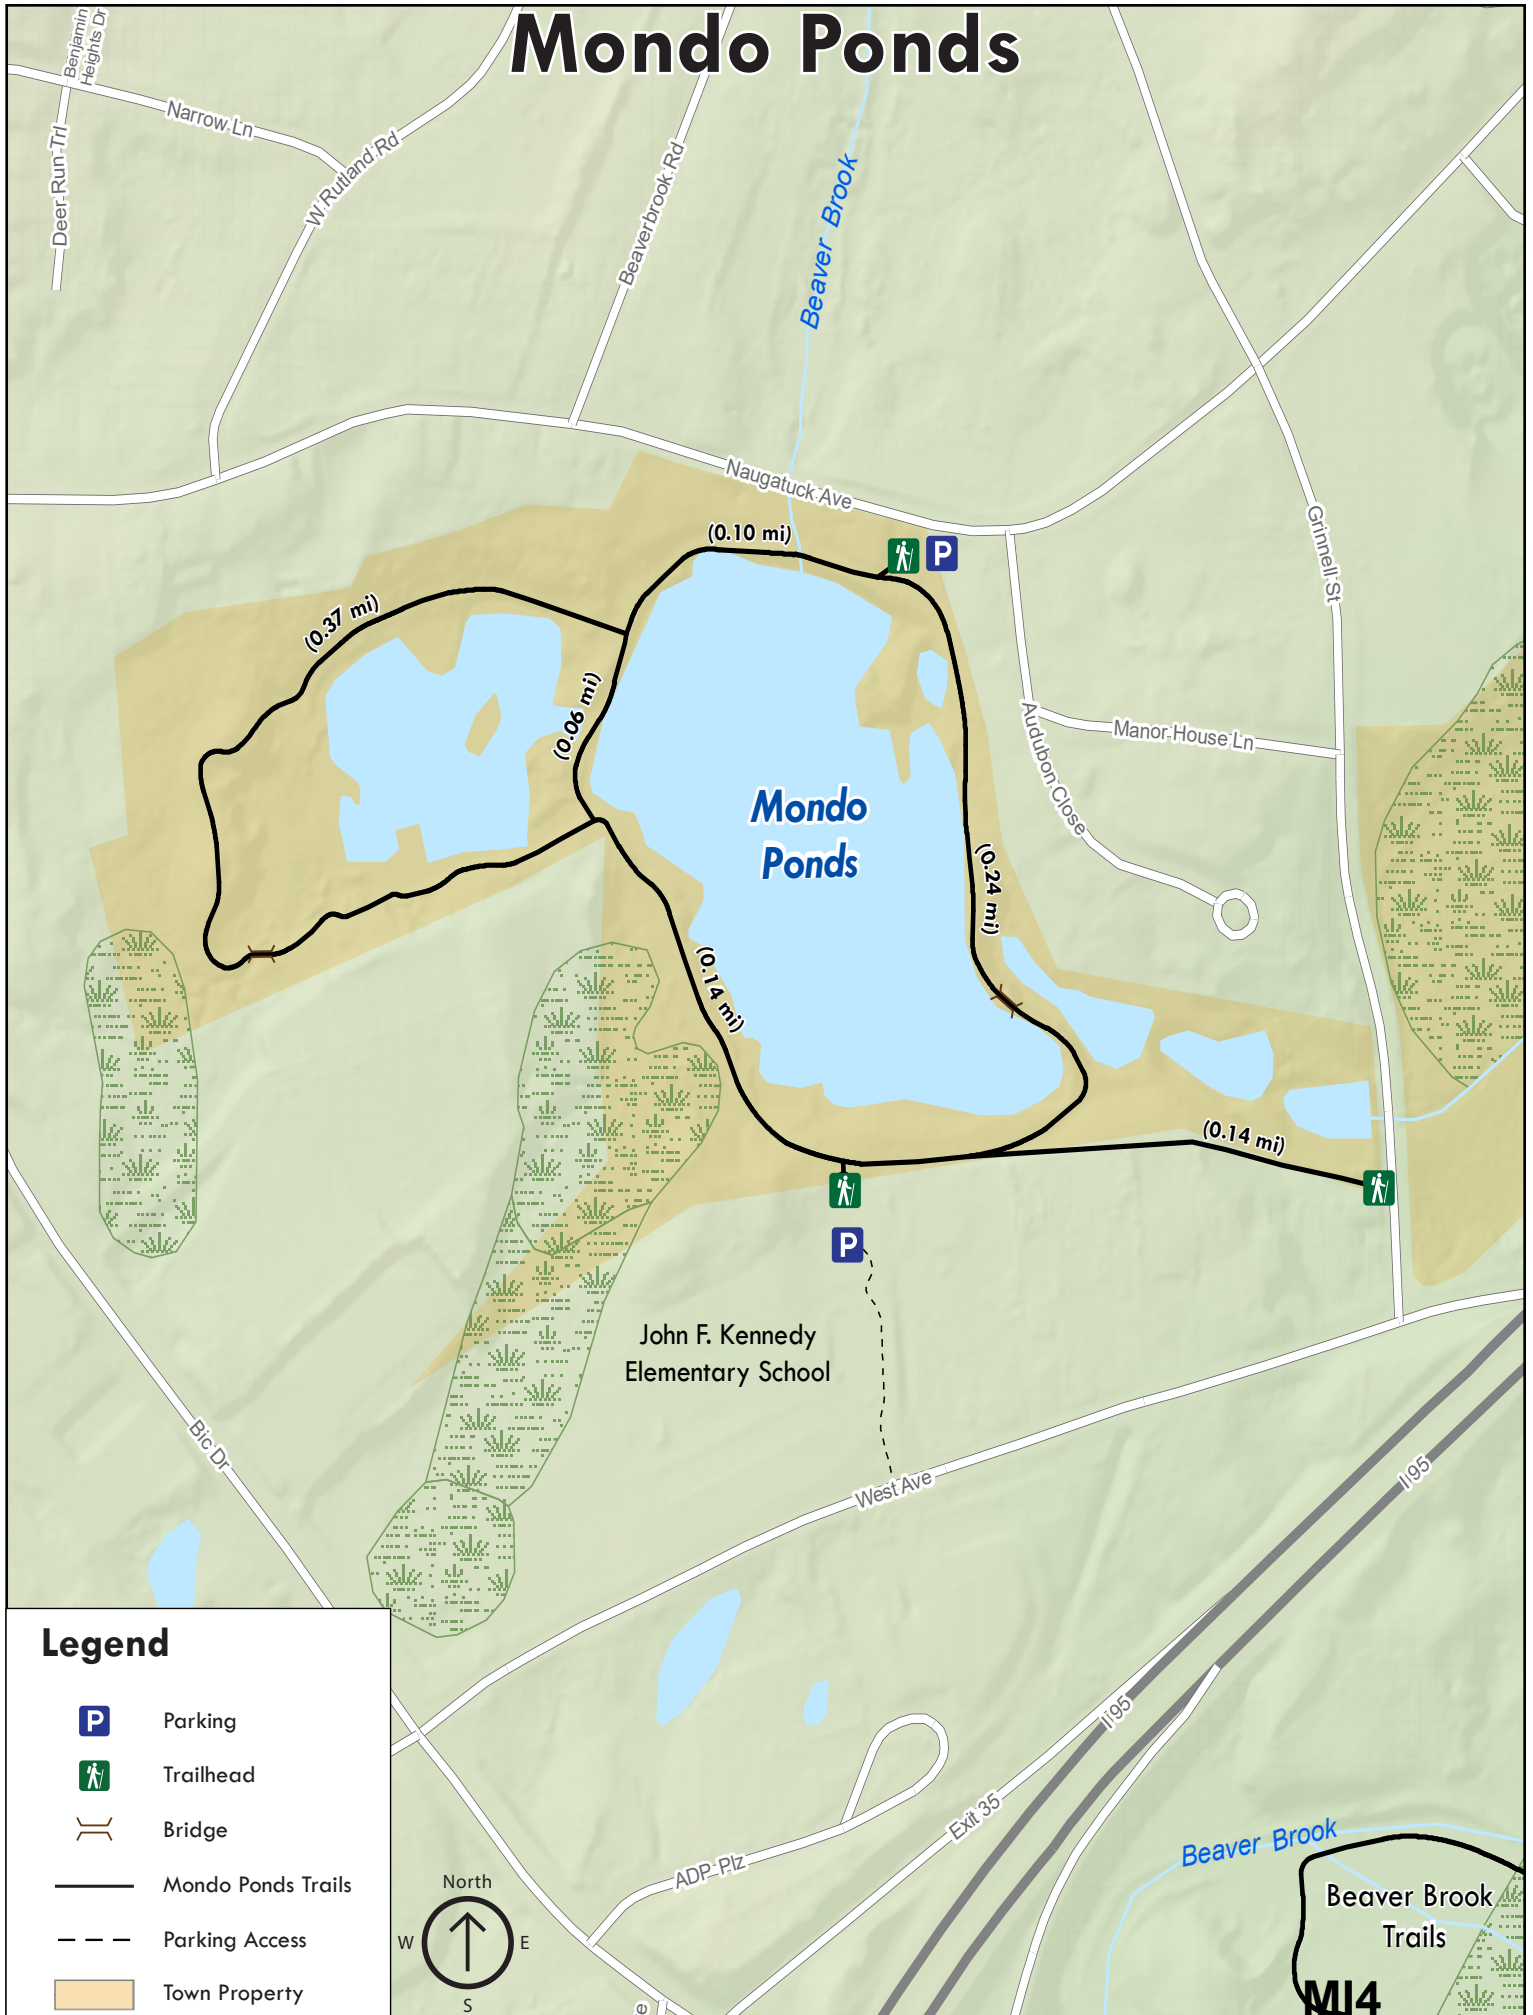 Mondo Ponds
Benjamin
Heights Dr
Narrow Ln
Deer Run Trl
W Rutland Rd
Beaverbrook Rd
Beaver Brook
Naugatuck Ave
Grinnell St
(0.10 mi)
P
(0.37 mi)
(0.06 mi)
Audubon Close
Manor House Ln
Mondo
Ponds
(0.24 mi)
(0.14 mi)
(0.14 mi)
P
John F. Kennedy
Elementary School
Bic Dr
West Ave
I 95
I 95
Exit 35
ADP Plz
Beaver Brook
Beaver Brook
Trails
MI4
Legend
P Parking
Trailhead
Bridge
Mondo Ponds Trails
Parking Access
Town Property
North
W E
S
e